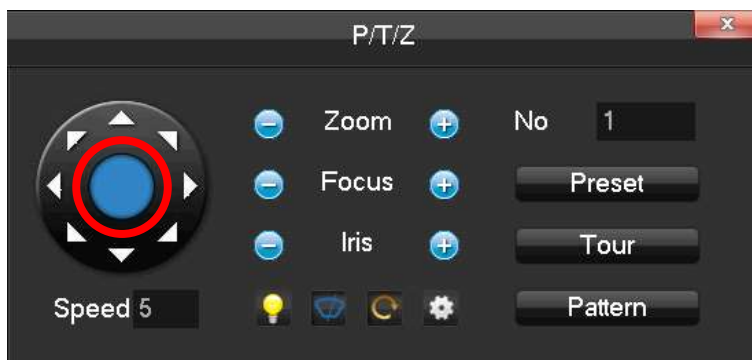 P/T/Z
x
Zoom
No 1
Focus
Preset
Iris
Tour
Speed 5
Pattern